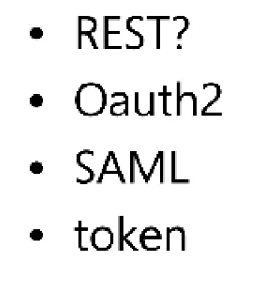 • REST?
• Oauth2
• SAML
• token